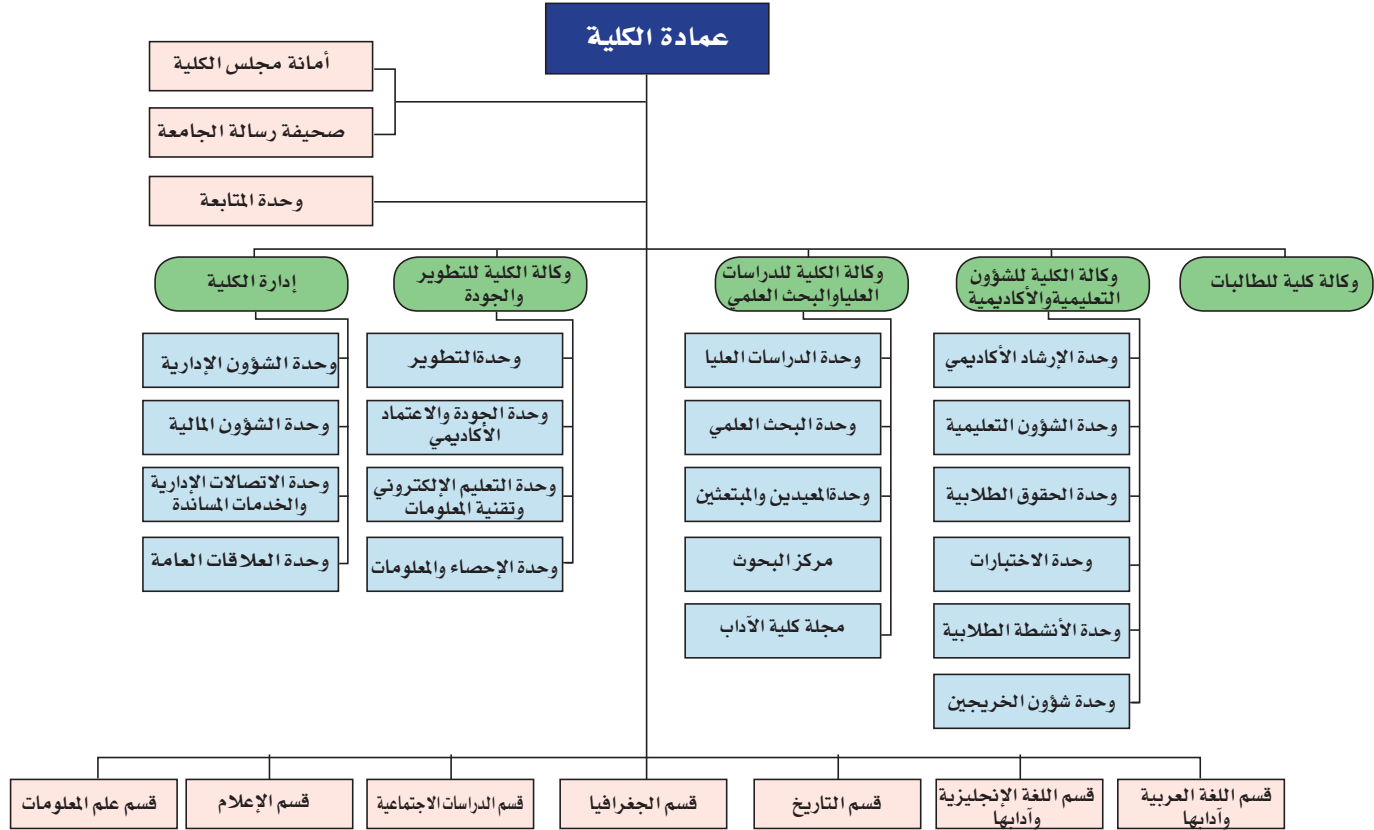 عمادة الكلية
أمانة مجلس الكلية
صحيفة رسالة الجامعة
وحدة المتابعة
وكالة كلية للطالبات
وكالة الكلية للشؤون
التعليمية والأكاديمية
وكالة الكلية للدراسات
العليا والبحث العلمي
وكالة الكلية للتطوير
والجودة
إدارة الكلية
وحدة الإرشاد الأكاديمي
وحدة الشؤون التعليمية
وحدة الحقوق الطلابية
وحدة الاختبارات
وحدة الأنشطة الطلابية
وحدة شؤون الخريجين
وحدة الدراسات العليا
وحدة البحث العلمي
وحدة المعيدين والمبتعثين
مركز البحوث
مجلة كلية الآداب
وحدة التطوير
وحدة الجودة والاعتماد
الأكاديمي
وحدة التعليم الإلكتروني
وتقنية المعلومات
وحدة الإحصاء والمعلومات
وحدة الشؤون الإدارية
وحدة الشؤون المالية
وحدة الاتصالات الإدارية
والخدمات المساندة
وحدة العلاقات العامة
قسم اللغة العربية
وآدابها
قسم اللغة الإنجليزية
وآدابها
قسم التاريخ
قسم الجغرافيا
قسم الدراسات الاجتماعية
قسم الإعلام
قسم علم المعلومات